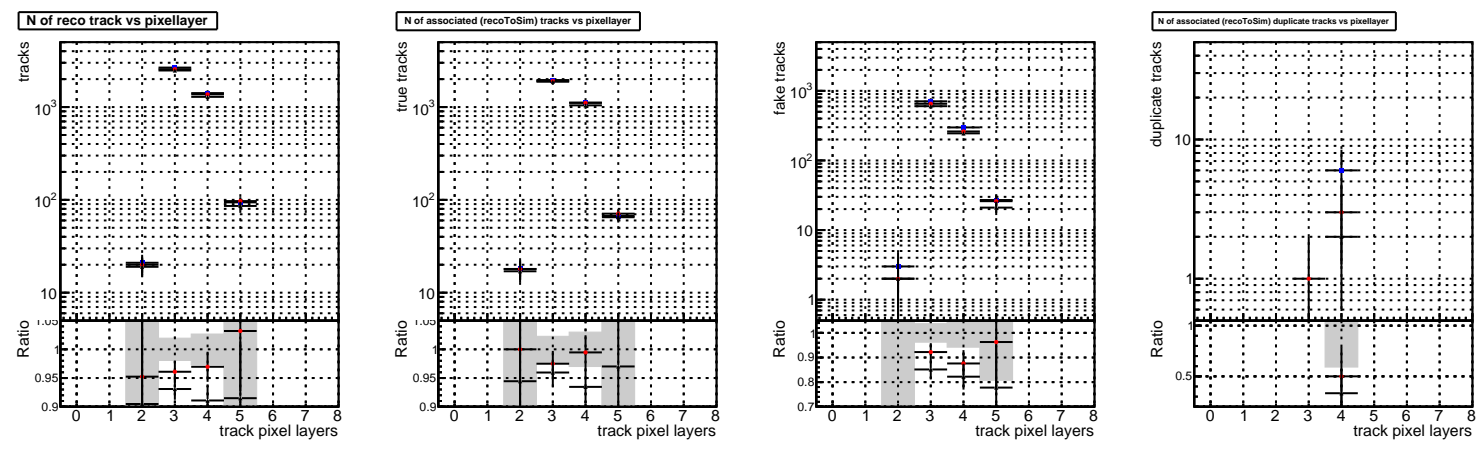 N of reco track vs pixellayer
tracks
10³
10²
10
Ratio
1.05
1
0.95
0.9
0 1 2 3 4 5 6 7 8
track pixel layers
N of associated (recoToSim) tracks vs pixellayer
true tracks
10³
10²
10
Ratio
1.05
1
0.95
0.9
0 1 2 3 4 5 6 7 8
track pixel layers
fake tracks
10³
10²
10
1
Ratio
1
0.9
0.8
0.7
0 1 2 3 4 5 6 7 8
track pixel layers
N of associated (recoToSim) duplicate tracks vs pixellayer
duplicate tracks
10
1
Ratio
1
0.5
0 1 2 3 4 5 6 7 8
track pixel layers